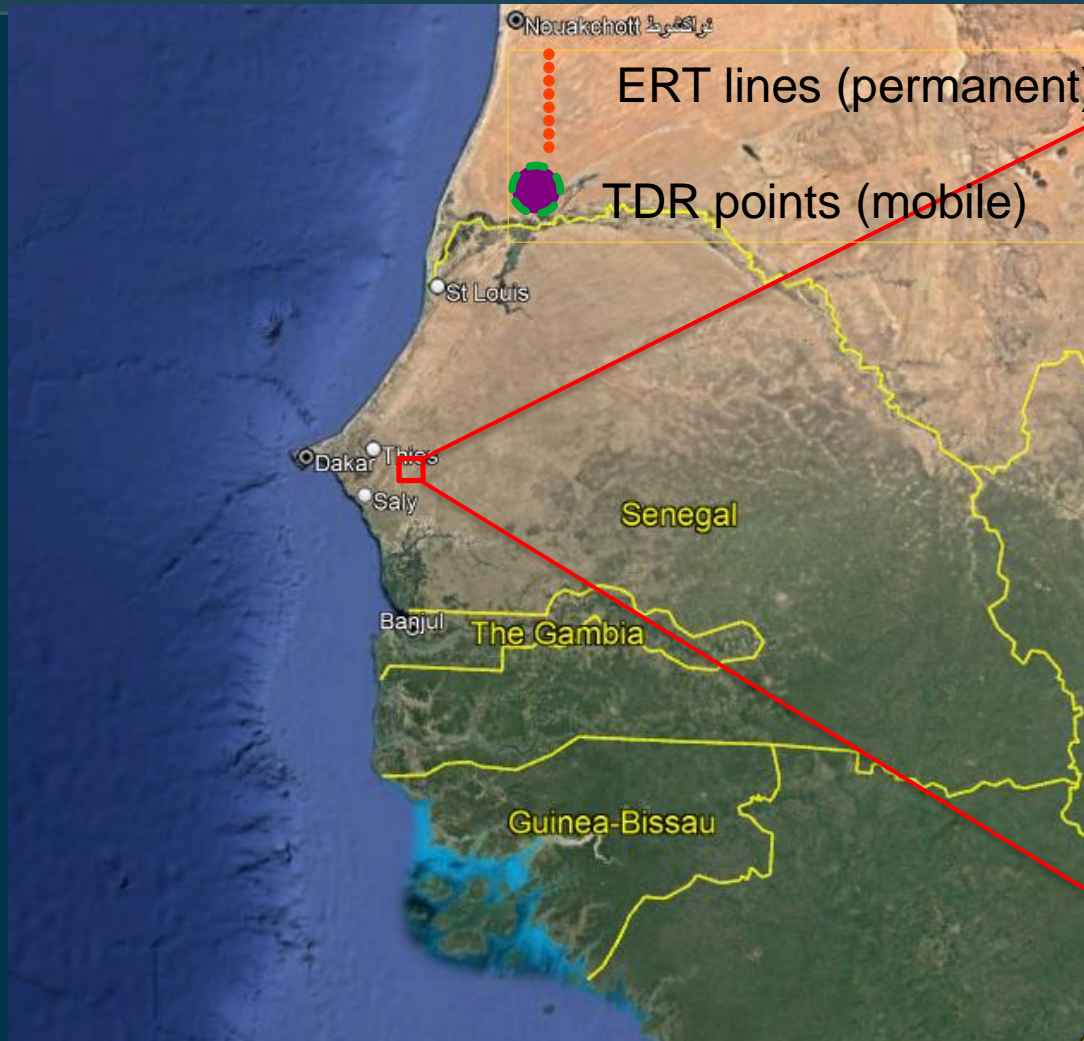 Nouakchott نواكشوط
ERT lines (permanent)
TDR points (mobile)
St Louis
Dakar
Thies
Saly
Senegal
Banjul
The Gambia
Guinea-Bissau